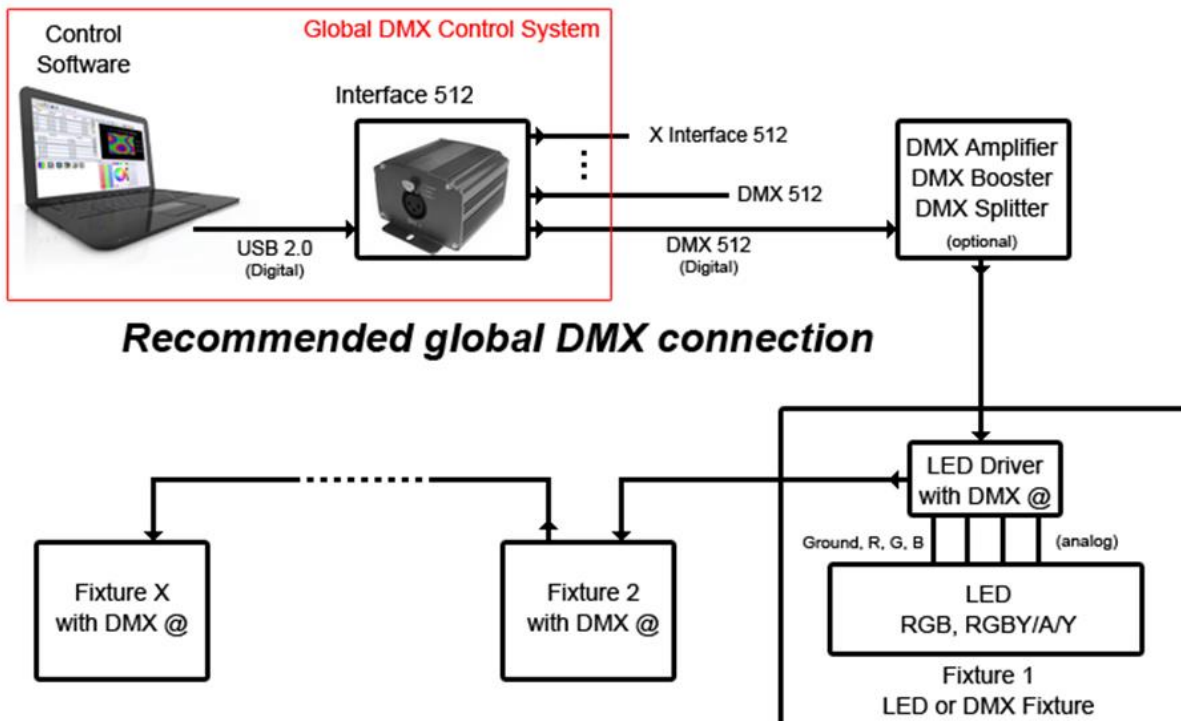 Global DMX Control System
Control
Software
Interface 512
X Interface 512
DMX 512
USB 2.0
(Digital)
DMX 512
(Digital)
DMX Amplifier
DMX Booster
DMX Splitter
(optional)
Recommended global DMX connection
LED Driver
with DMX @
Ground, R, G, B
(analog)
LED
RGB, RGBY/A/Y
Fixture 1
LED or DMX Fixture
Fixture 2
with DMX @
Fixture X
with DMX @